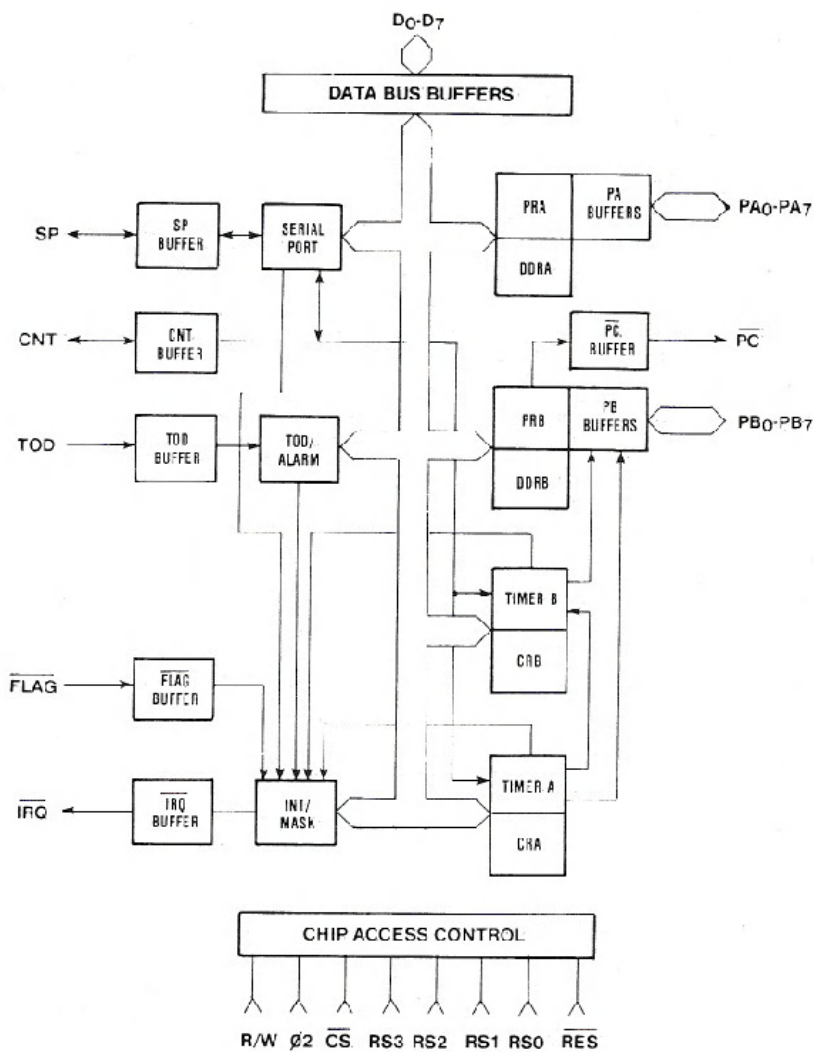 D0-D7
DATA BUS BUFFERS
SP
SP
BUFFER
SERIAL
PORT
PRA
PA
BUFFERS
PA0-PA7
DDRA
CNT
CNT
BUFFER
PC
BUFFER
PC
TOD
TOD
BUFFER
TOD/
ALARM
PRB
PB
BUFFERS
PB0-PB7
DDRB
TIMER B
CRB
FLAG
FLAG
BUFFER
TIMER A
CRA
IRQ
IRQ
BUFFER
INT/
MASK
CHIP ACCESS CONTROL
R/W Ø2 CS RS3 RS2 RS1 RS0 RES